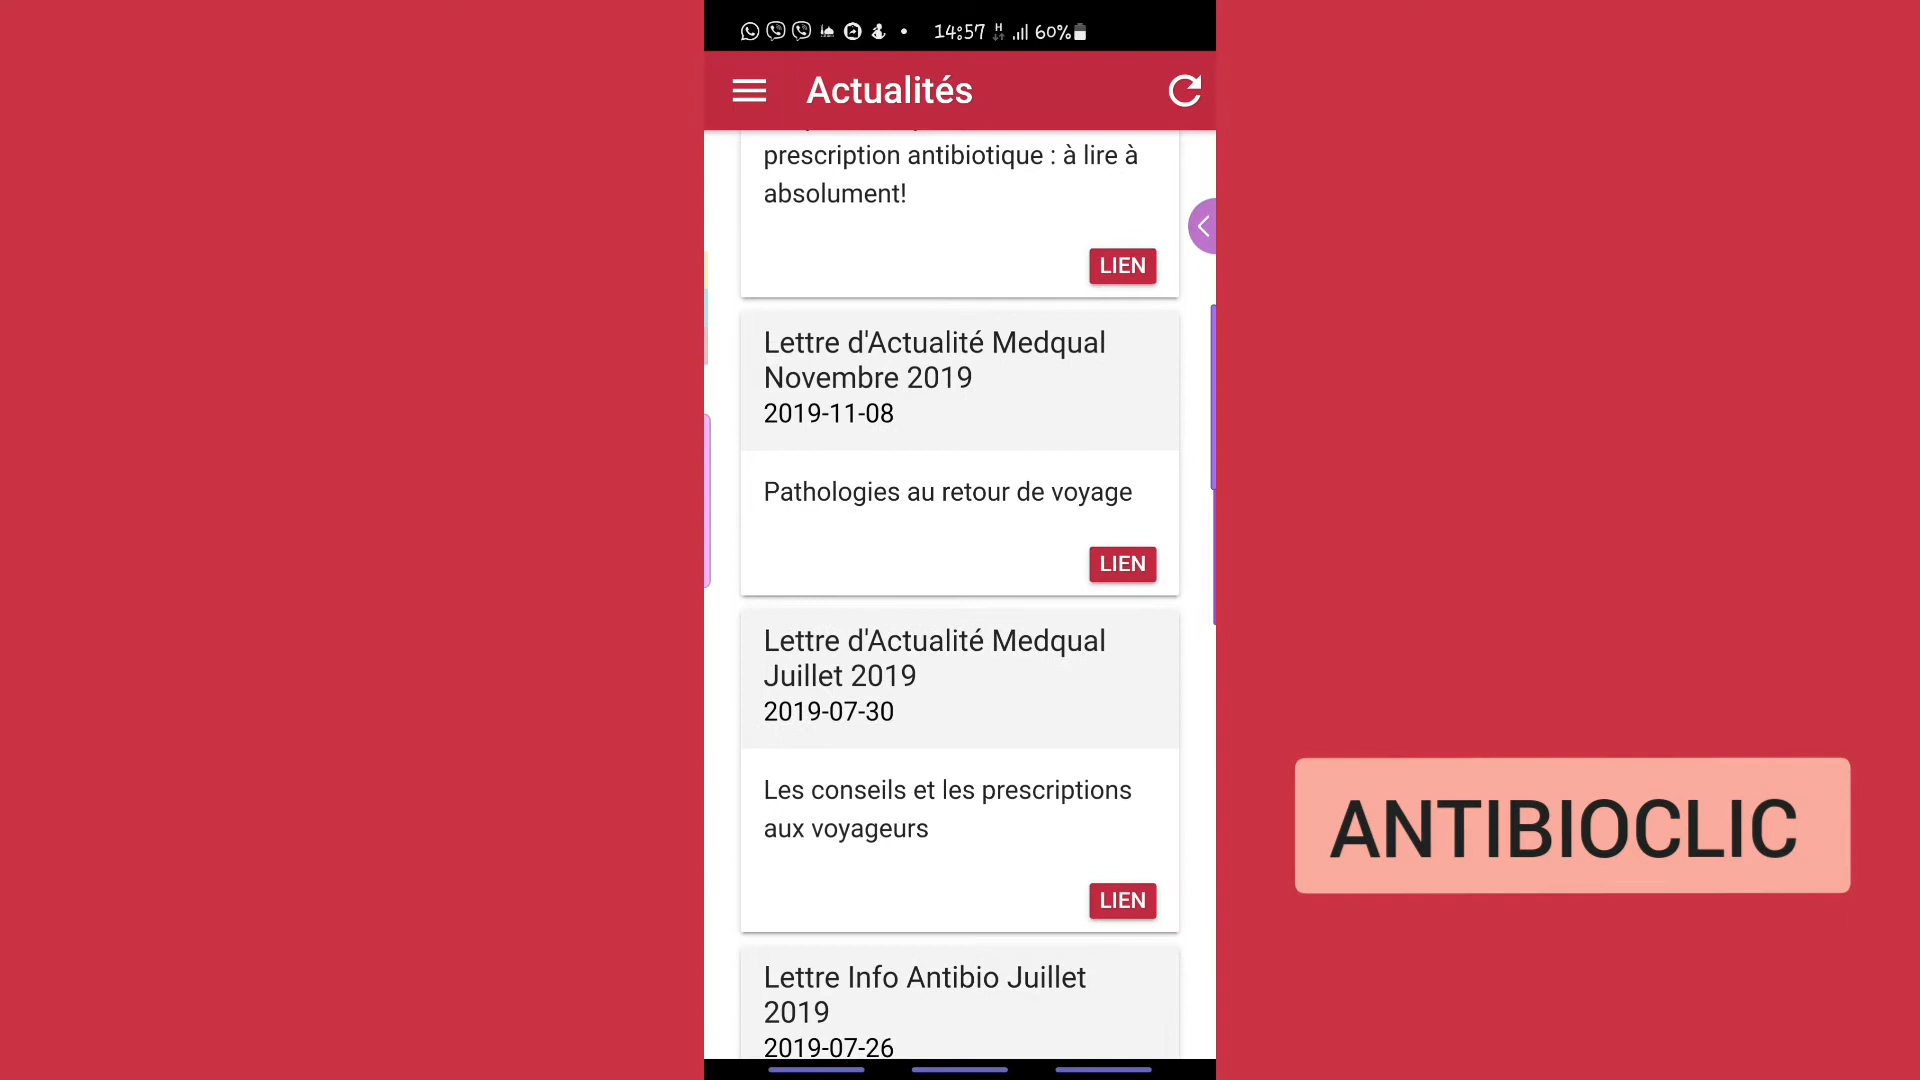 14:57 H 60%
Actualités
prescription antibiotique : à lire à
absolument!
LIEN
Lettre d'Actualité Medqual
Novembre 2019
2019-11-08
Pathologies au retour de voyage
LIEN
Lettre d'Actualité Medqual
Juillet 2019
2019-07-30
Les conseils et les prescriptions
aux voyageurs
LIEN
Lettre Info Antibio Juillet
2019
2019-07-26
ANTIBIOCLIC